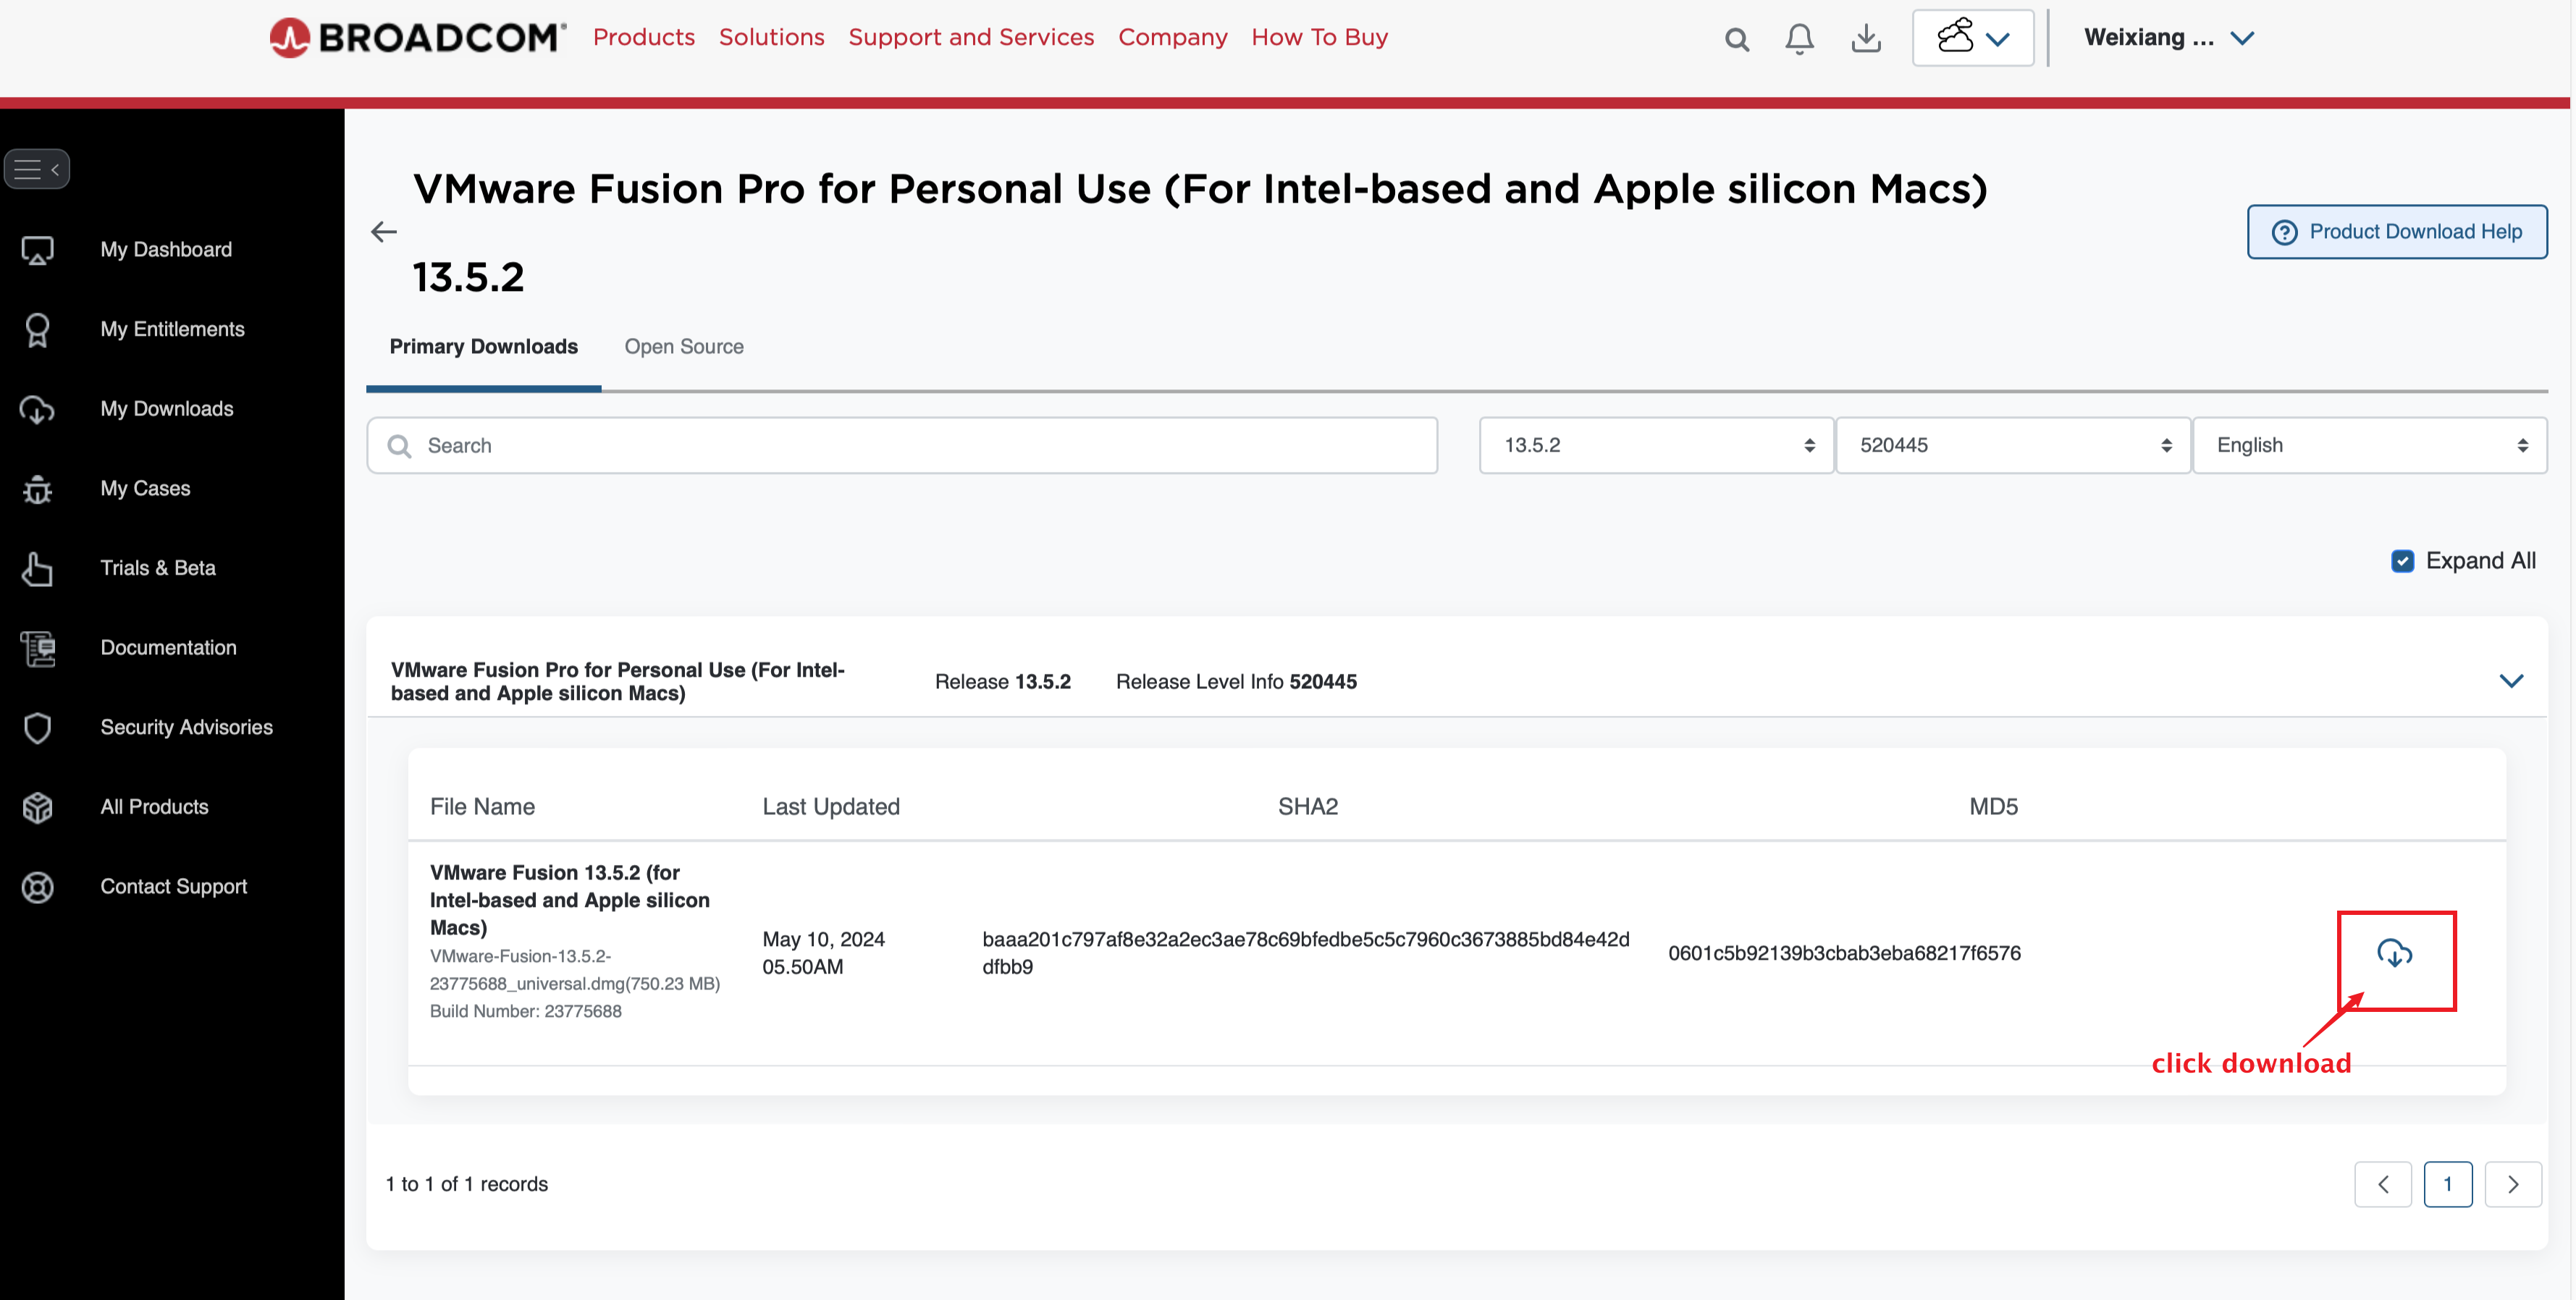 BROADCOM®
Products Solutions Support and Services Company How To Buy
Weixiang ...
VMware Fusion Pro for Personal Use (For Intel-based and Apple silicon Macs)
13.5.2
Product Download Help
My Dashboard
My Entitlements
My Downloads
My Cases
Trials & Beta
Documentation
Security Advisories
All Products
Contact Support
Primary Downloads Open Source
Search
13.5.2
520445
English
Expand All
VMware Fusion Pro for Personal Use (For Intel-
based and Apple silicon Macs)
Release 13.5.2
Release Level Info 520445
File Name Last Updated SHA2 MD5
VMware Fusion 13.5.2 (for
Intel-based and Apple silicon
Macs)
VMware-Fusion-13.5.2-
23775688_universal.dmg(750.23 MB)
Build Number: 23775688
May 10, 2024
05.50AM
baaa201c797af8e32a2ec3ae78c69bfedbe5c5c7960c3673885bd84e42d
dfbb9
0601c5b92139b3cbab3eba68217f6576
click download
1 to 1 of 1 records
1